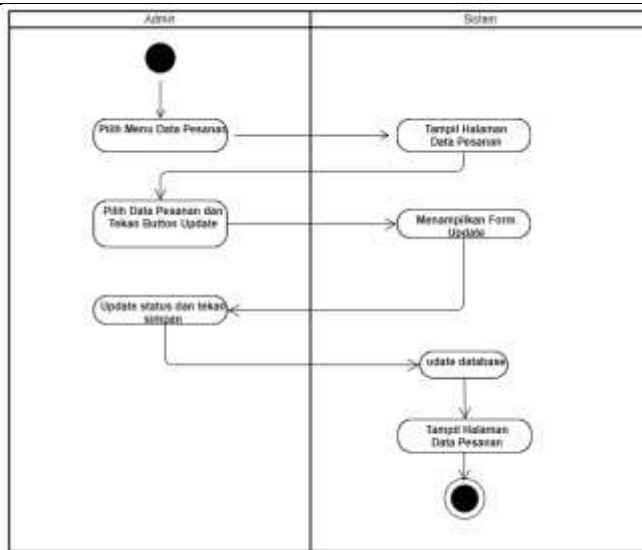 Admin
Sistem
Pilih Menu Data Pesanan
Tampil Halaman
Data Pesanan
Pilih Data Pesanan dan
Tekan Button Update
Menampilkan Form
Update
Update status dan tekan
simpan
udate database
Tampil Halaman
Data Pesanan